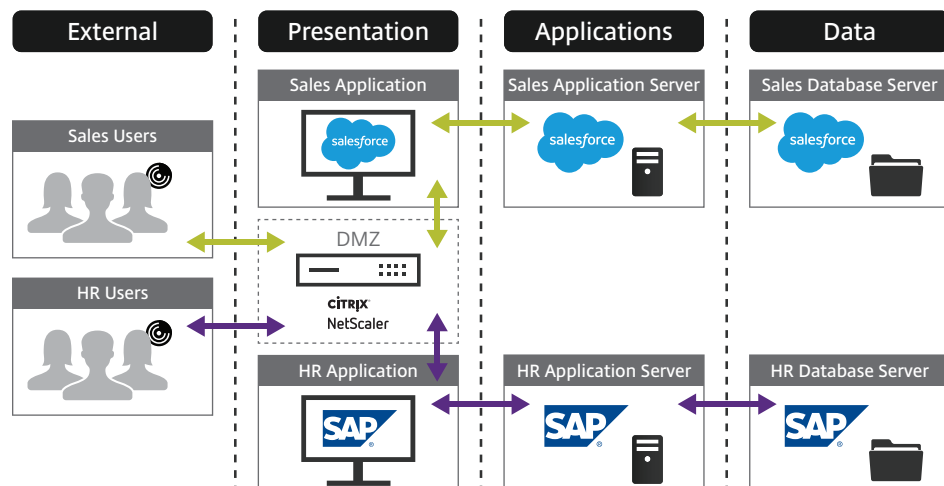 External
Presentation
Applications
Data
Sales Users
HR Users
Sales Application
salesforce
DMZ
CITRIX
NetScaler
HR Application
SAP®
Sales Application Server
salesforce
HR Application Server
SAP®
Sales Database Server
salesforce
HR Database Server
SAP®